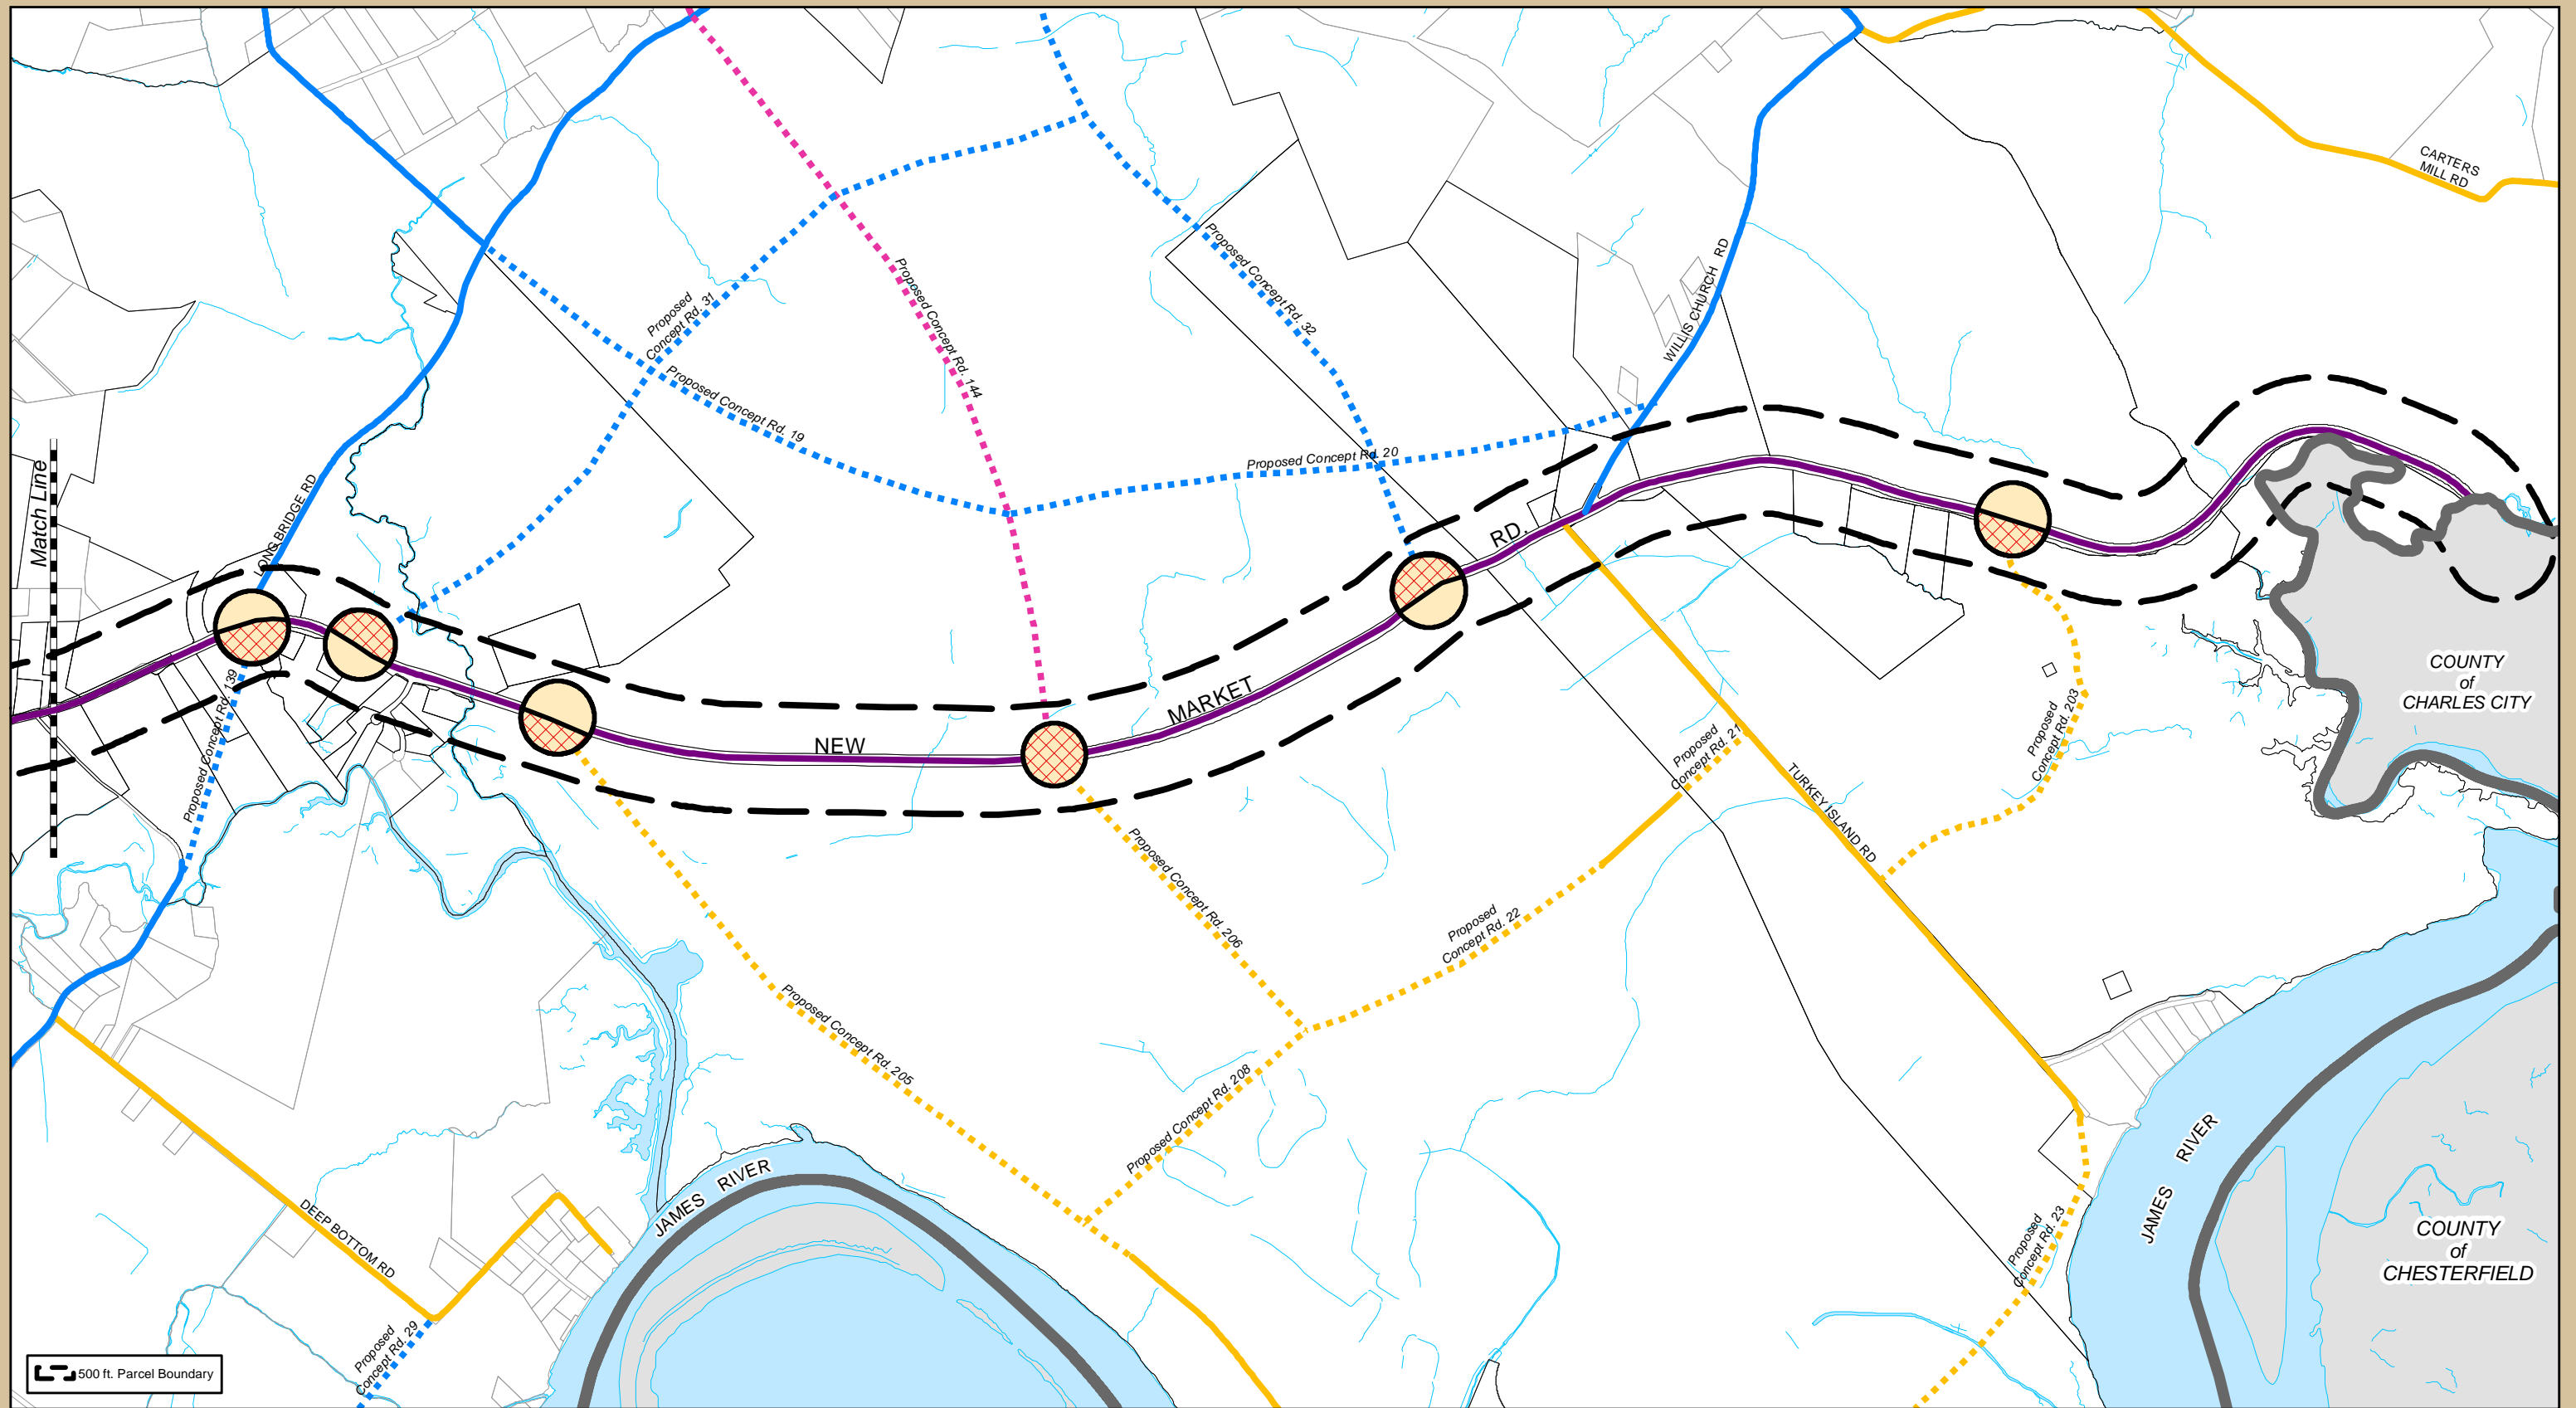 CARTERS
MILL RD
Proposed Concept Rd. 32
WILLIS CHURCH RD
Proposed Concept Rd. 144
Proposed
Concept Rd. 31
Proposed Concept Rd. 19
Proposed Concept Rd. 20
Match Line
LONG BRIDGE RD
RD.
MARKET
NEW
COUNTY
of
CHARLES CITY
Proposed Concept Rd. 139
Proposed
Concept Rd. 203
Proposed
Concept Rd. 21
TURKEY ISLAND RD
Proposed Concept Rd. 206
Proposed
Concept Rd. 22
Proposed Concept Rd. 205
Proposed Concept Rd. 208
JAMES RIVER
JAMES RIVER
DEEP BOTTOM RD
Proposed
Concept Rd. 23
COUNTY
of
CHESTERFIELD
Proposed
Concept Rd. 29
500 ft. Parcel Boundary